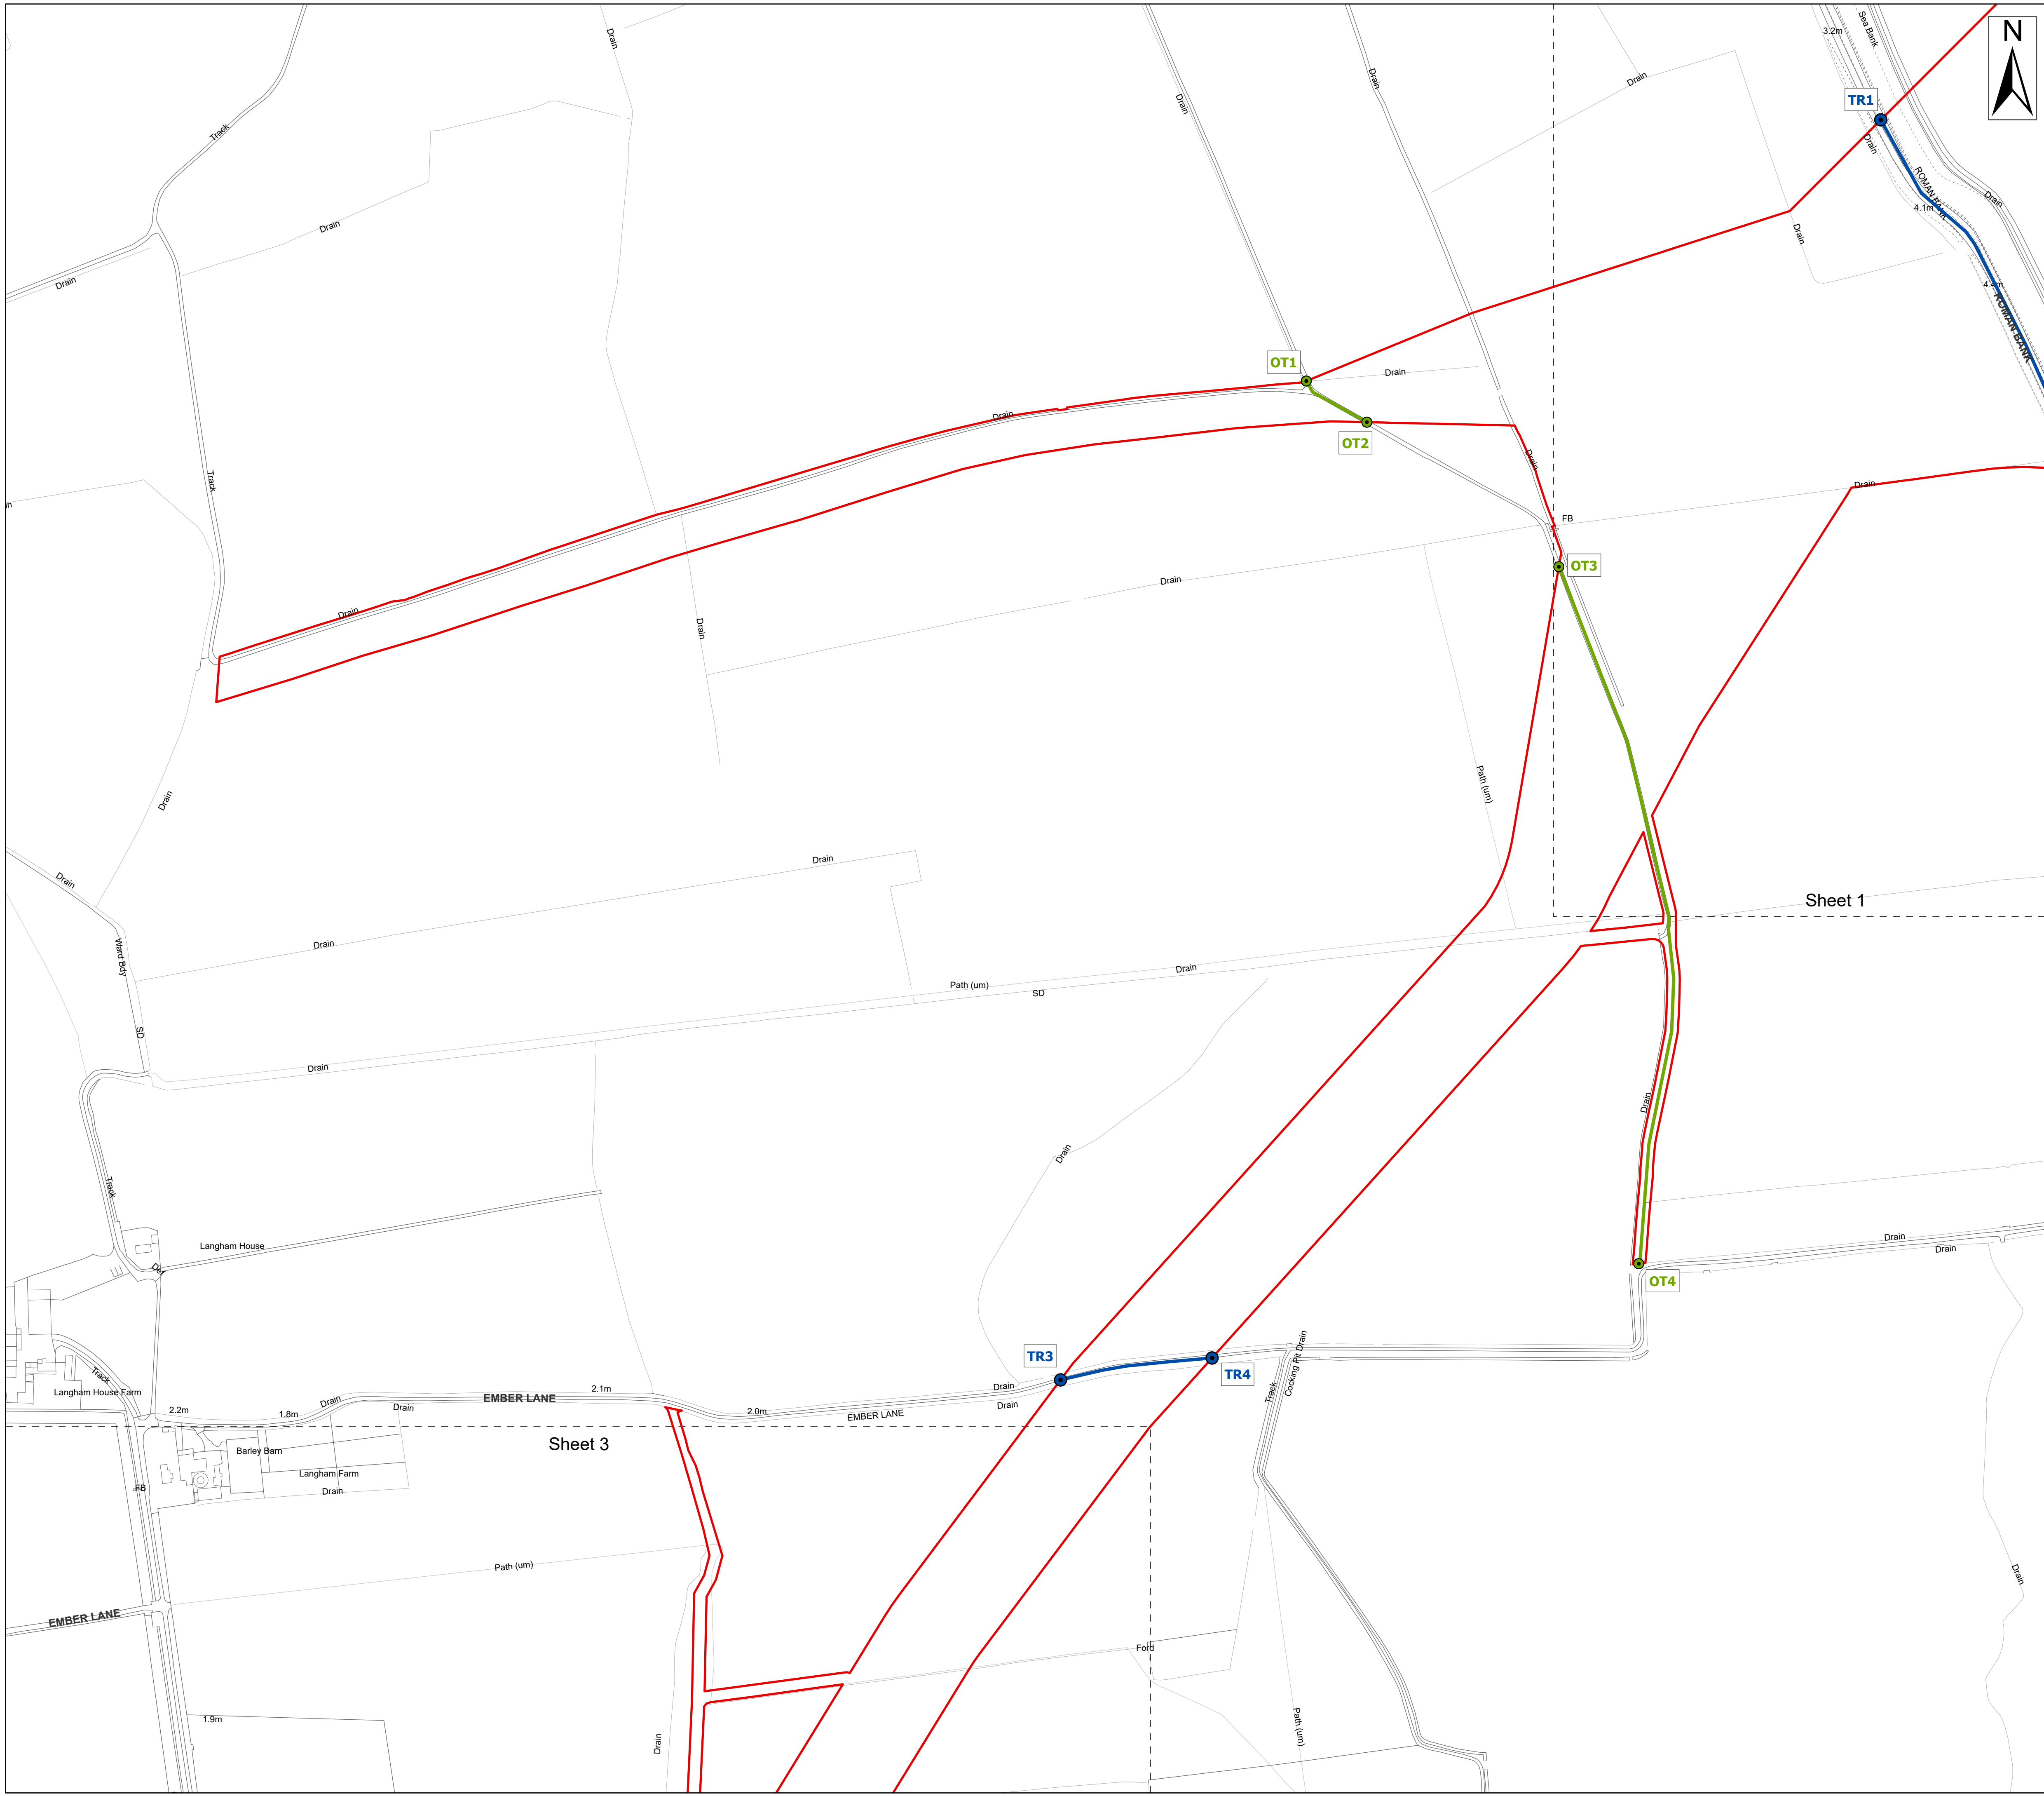 Drain
Drain
Drain
Drain
3.2m
Sea Bank
N
TR1
Track
Drain
ROMAN BANK
4.1m
Drain
Drain
Drain
Drain
4.4m
ROMAN BANK
OT1
Drain
Drain
OT2
Drain
Track
Drain
FB
OT3
Drain
Drain
Drain
Path (um)
Drain
Drain
Drain
Sheet 1
Ward Bdy
Drain
Drain
Path (um)
SD
SD
Drain
Drain
Drain
Track
Langham House
Def
Drain
Drain
OT4
TR3
TR4
Cocking Pit Drain
Track
Track
Langham House Farm
2.1m
Drain
EMBER LANE
Drain
Drain
2.2m
1.8m
Drain
2.0m
EMBER LANE
Sheet 3
Barley Barn
Langham Farm
FB
Drain
Path (um)
Drain
EMBER LANE
Ford
1.9m
Drain
Path (um)